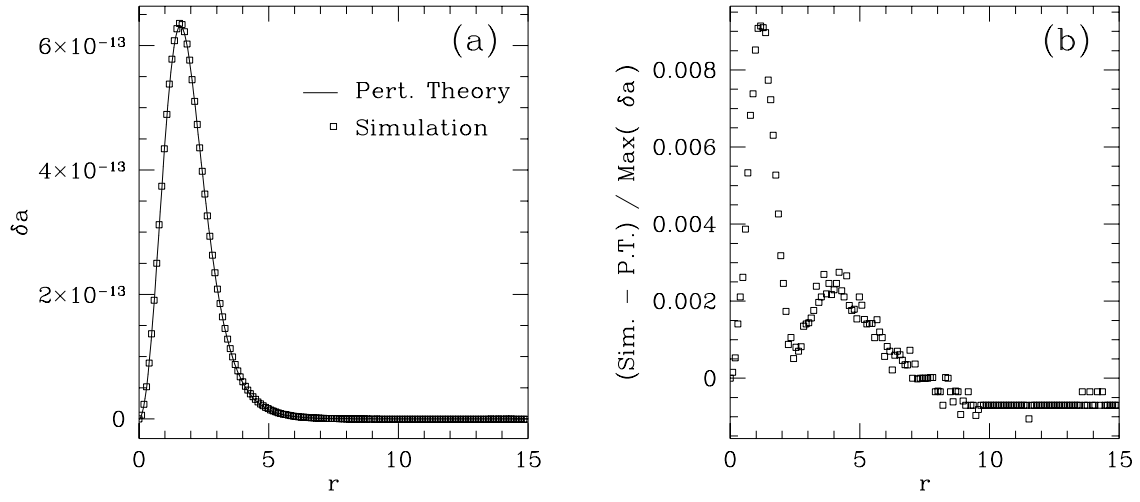 (a)
6×10⁻¹³
4×10⁻¹³
2×10⁻¹³
0
δa
Pert. Theory
Simulation
0 5 10 15
r
(b)
0.008
0.006
0.004
0.002
0
(Sim. − P.T.) / Max( δa)
0 5 10 15
r